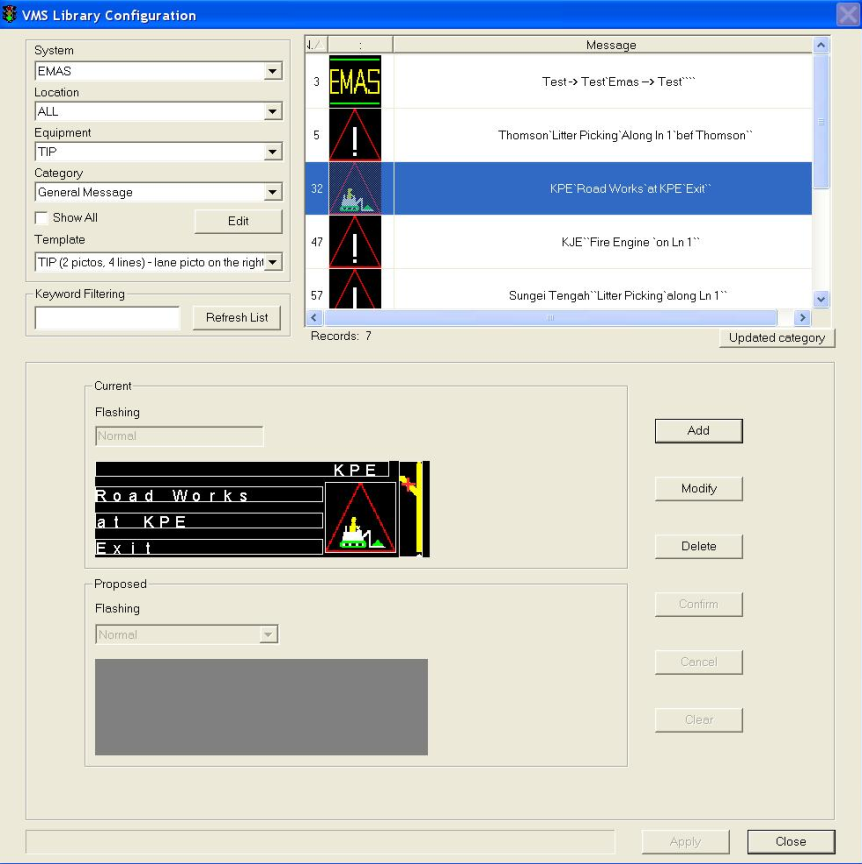 VMS Library Configuration
System
EMAS
Location
ALL
Equipment
TIP
Category
General Message
Show All
Edit
Template
TIP (2 pictos, 4 lines) - lane picto on the right
Keyword Filtering
Refresh List
: Message
3 EMAS Test-> Test`Emas --> Test````
5 ! Thomson`Litter Picking`Along ln 1`bef Thomson``
32 KPE`Road Works`at KPE`Exit``
47 ! KJE``Fire Engine `on Ln 1``
57 Sungei Tengah``Litter Picking`along Ln 1``
Records: 7
Updated category
Current
Flashing
Normal
KPE
Road Works
at KPE
Exit
Proposed
Flashing
Normal
Add
Modify
Delete
Confirm
Cancel
Clear
Apply
Close